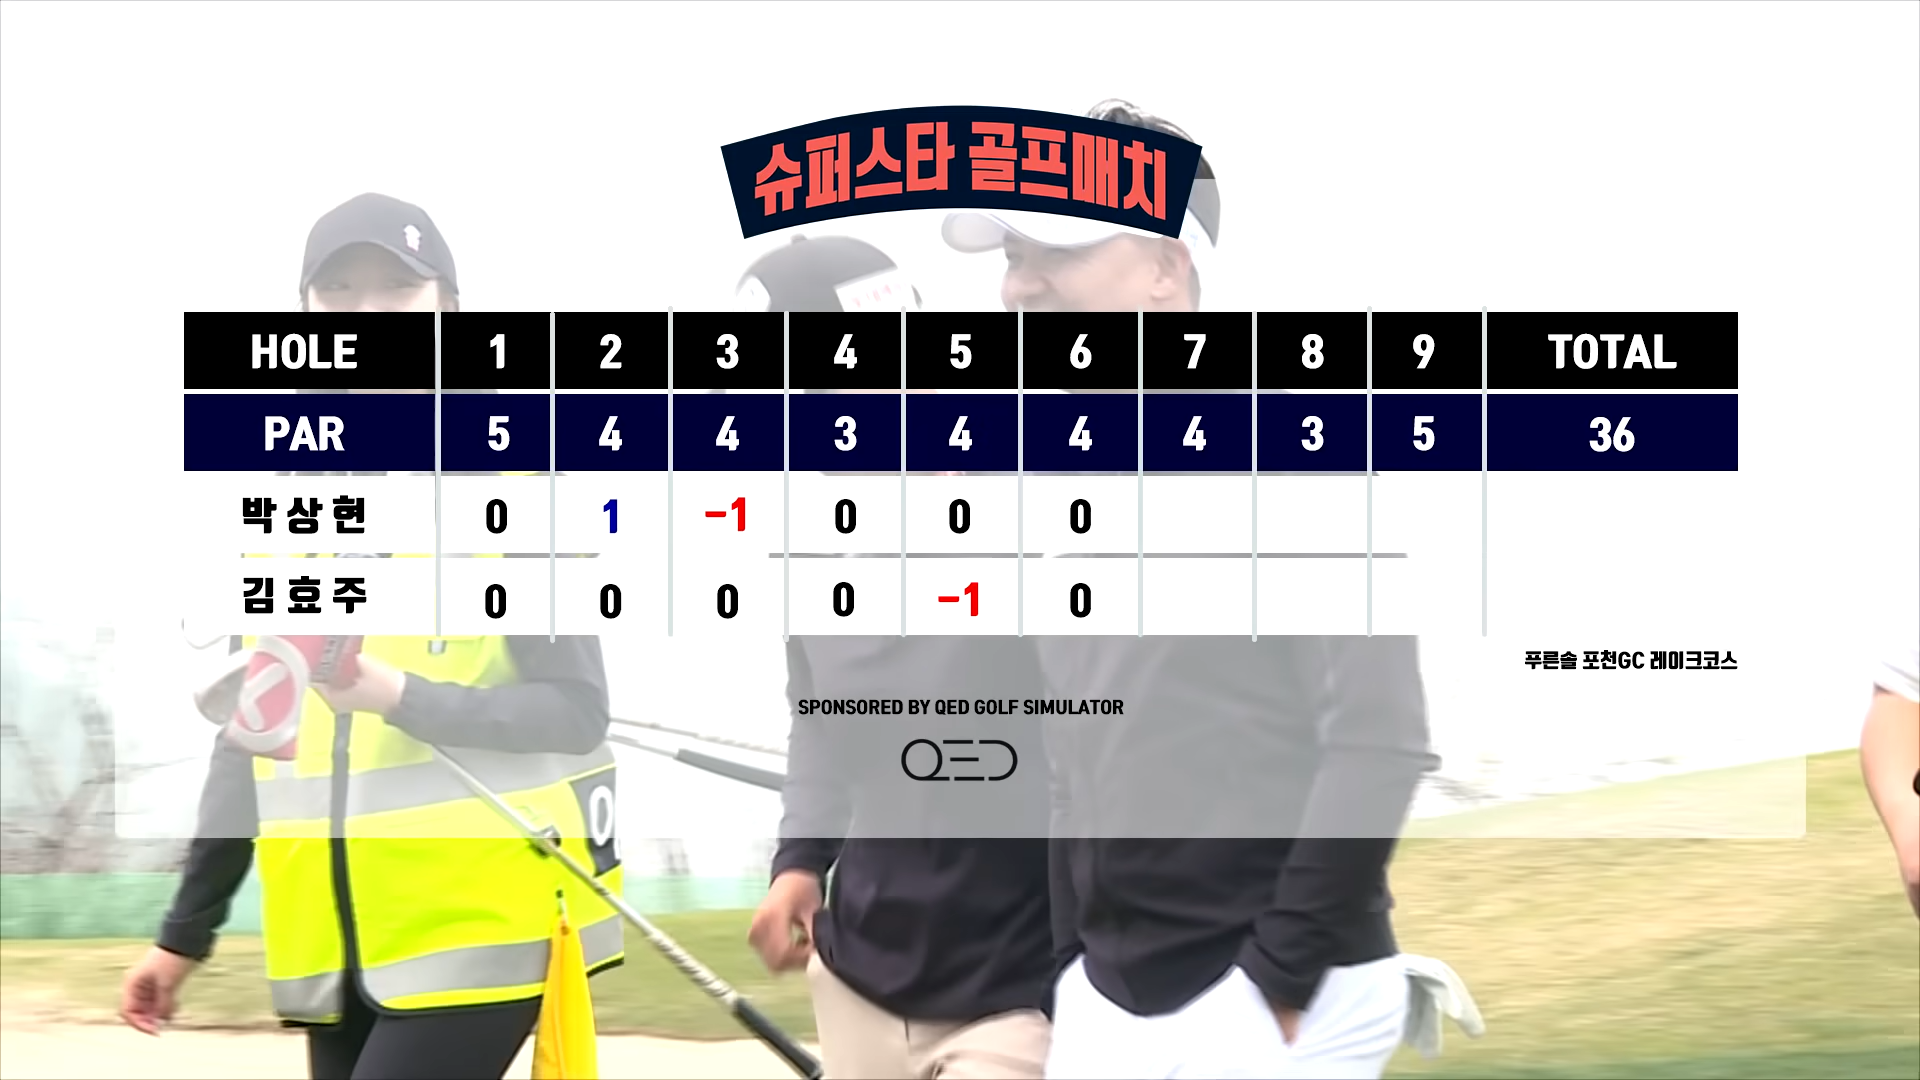 슈퍼스타 골프매치
HOLE 1 2 3 4 5 6 7 8 9 TOTAL
PAR 5 4 4 3 4 4 4 3 5 36
박상현 0 1 -1 0 0 0
김효주 0 0 0 0 -1 0
푸른솔 포천GC 레이크코스
SPONSORED BY QED GOLF SIMULATOR
QED